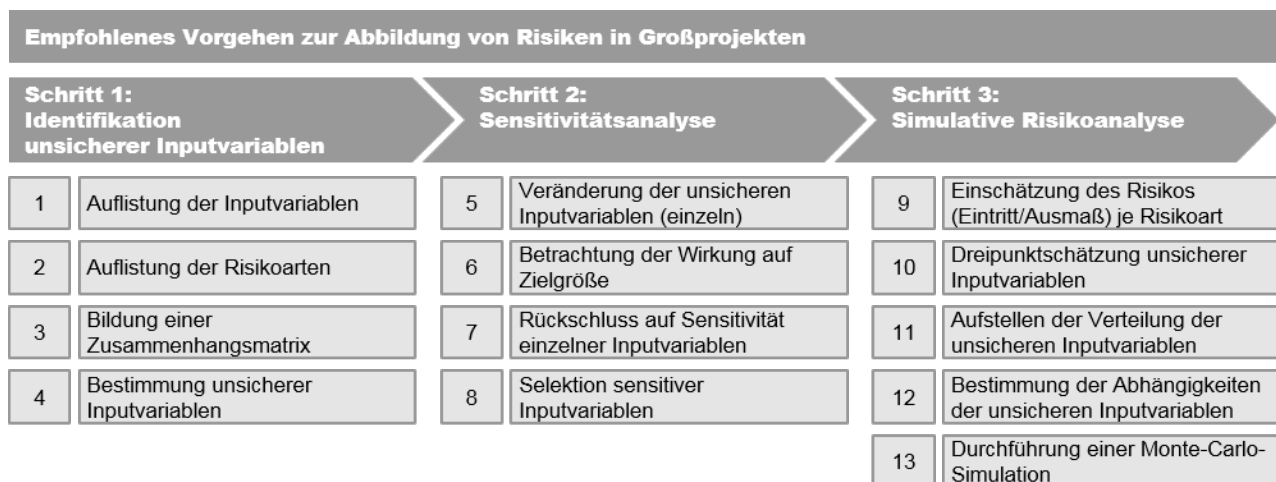 Empfohlenes Vorgehen zur Abbildung von Risiken in Großprojekten
Schritt 1:
Identifikation
unsicherer Inputvariablen
1
Auflistung der Inputvariablen
2
Auflistung der Risikoarten
3
Bildung einer
Zusammenhangsmatrix
4
Bestimmung unsicherer
Inputvariablen
Schritt 2:
Sensitivitätsanalyse
5
Veränderung der unsicheren
Inputvariablen (einzeln)
6
Betrachtung der Wirkung auf
Zielgröße
7
Rückschluss auf Sensitivität
einzelner Inputvariablen
8
Selektion sensitiver
Inputvariablen
Schritt 3:
Simulative Risikoanalyse
9
Einschätzung des Risikos
(Eintritt/Ausmaß) je Risikoart
10
Dreipunktschätzung unsicherer
Inputvariablen
11
Aufstellen der Verteilung der
unsicheren Inputvariablen
12
Bestimmung der Abhängigkeiten
der unsicheren Inputvariablen
13
Durchführung einer Monte-Carlo-
Simulation